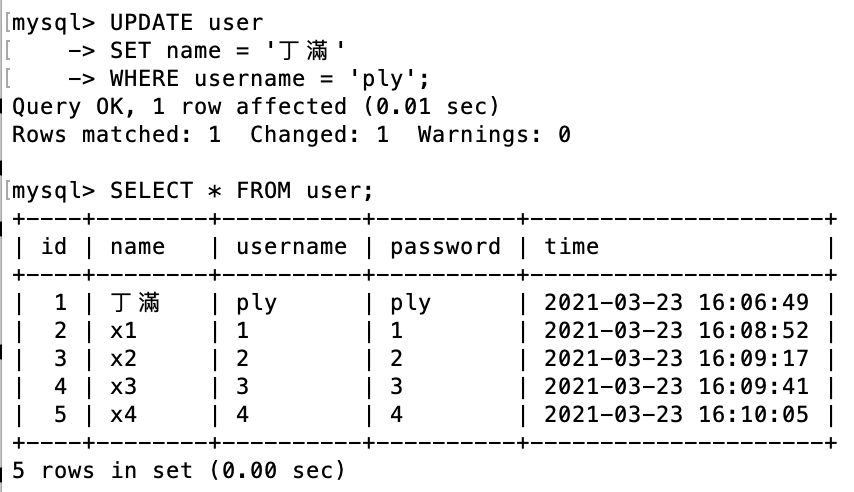 mysql> UPDATE user
    -> SET name = '丁滿'
    -> WHERE username = 'ply';
Query OK, 1 row affected (0.01 sec)
Rows matched: 1  Changed: 1  Warnings: 0
mysql> SELECT * FROM user;
+----+--------+----------+----------+---------------------+
| id | name   | username | password | time                |
+----+--------+----------+----------+---------------------+
|  1 | 丁滿   | ply      | ply      | 2021-03-23 16:06:49 |
|  2 | x1     | 1        | 1        | 2021-03-23 16:08:52 |
|  3 | x2     | 2        | 2        | 2021-03-23 16:09:17 |
|  4 | x3     | 3        | 3        | 2021-03-23 16:09:41 |
|  5 | x4     | 4        | 4        | 2021-03-23 16:10:05 |
+----+--------+----------+----------+---------------------+
5 rows in set (0.00 sec)